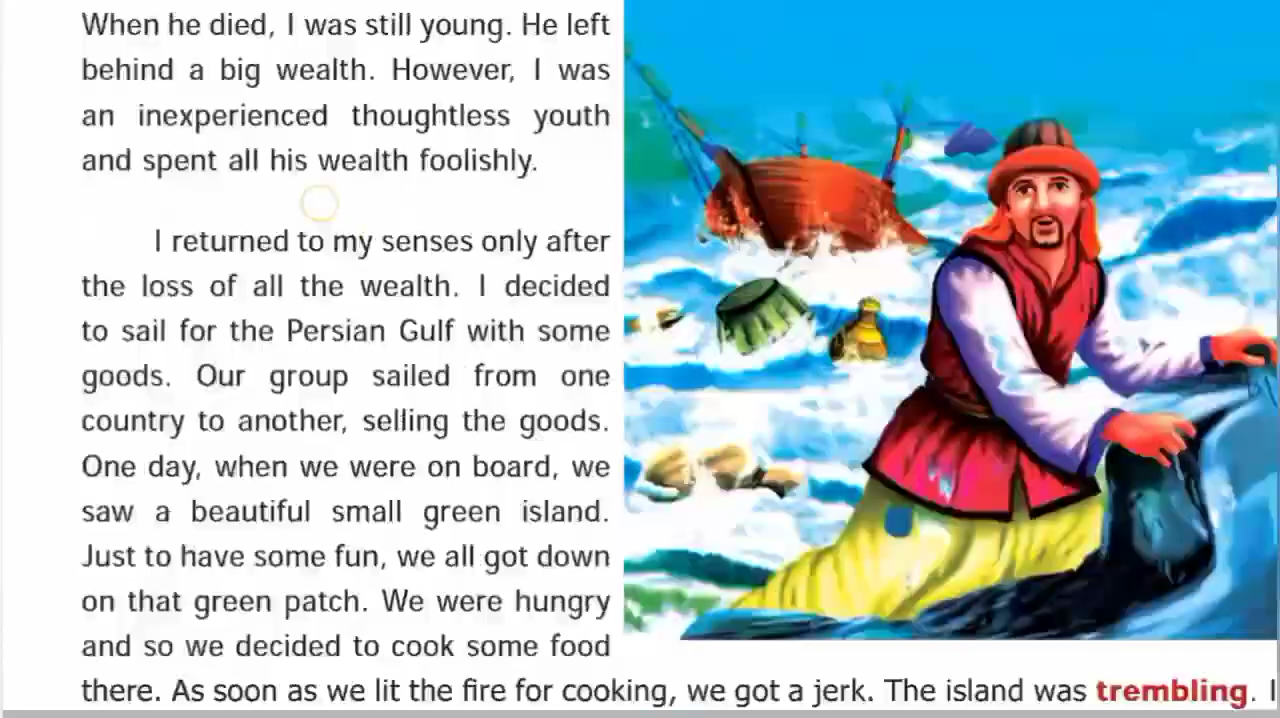 When he died, I was still young. He left
behind a big wealth. However, I was
an inexperienced thoughtless youth
and spent all his wealth foolishly.
I returned to my senses only after
the loss of all the wealth. I decided
to sail for the Persian Gulf with some
goods. Our group sailed from one
country to another, selling the goods.
One day, when we were on board, we
saw a beautiful small green island.
Just to have some fun, we all got down
on that green patch. We were hungry
and so we decided to cook some food
there. As soon as we lit the fire for cooking, we got a jerk. The island was trembling. I